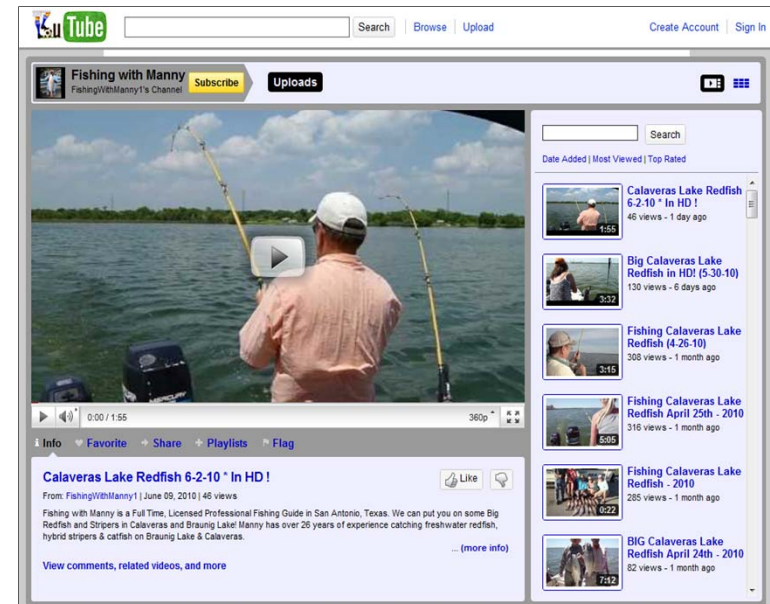 YouTube
Search
Browse
Upload
Create Account
Sign In
Fishing with Manny
FishingWithManny1's Channel
Subscribe
Uploads
Search
Date Added | Most Viewed | Top Rated
Calaveras Lake Redfish
6-2-10 * In HD !
46 views - 1 day ago
1:55
Big Calaveras Lake
Redfish in HD! (5-30-10)
130 views - 6 days ago
3:32
Fishing Calaveras Lake
Redfish (4-26-10)
308 views - 1 month ago
3:15
Fishing Calaveras Lake
Redfish April 25th - 2010
316 views - 1 month ago
5:05
Fishing Calaveras Lake
Redfish - 2010
285 views - 1 month ago
0:22
BIG Calaveras Lake
Redfish April 24th - 2010
82 views - 1 month ago
7:12
MERCURY
0:00 / 1:55
360p
Info
Favorite
Share
Playlists
Flag
Calaveras Lake Redfish 6-2-10 * In HD !
Like
From: FishingWithManny1 | June 09, 2010 | 46 views
Fishing with Manny is a Full Time, Licensed Professional Fishing Guide in San Antonio, Texas. We can put you on some Big
Redfish and Stripers in Calaveras and Braunig Lake! Manny has over 26 years of experience catching freshwater redfish,
hybrid stripers & catfish on Braunig Lake & Calaveras.
... (more info)
View comments, related videos, and more